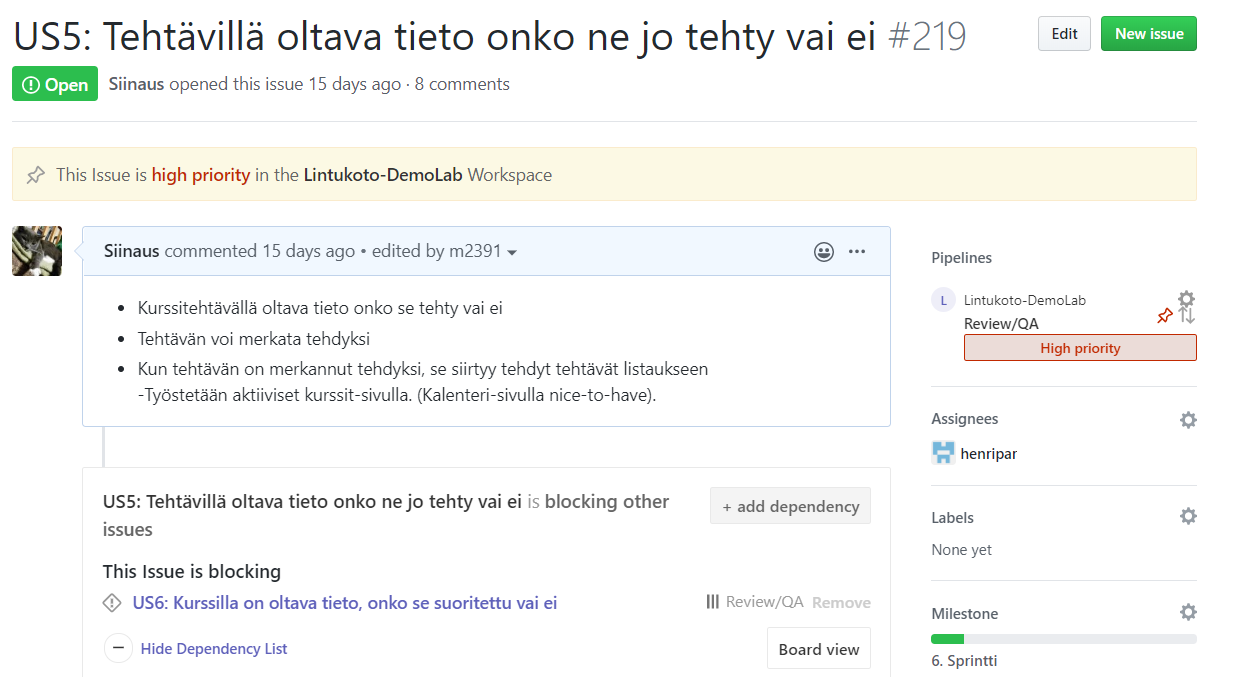 US5: Tehtävillä oltava tieto onko ne jo tehty vai ei #219
Edit
New issue
Open
Siinaus opened this issue 15 days ago · 8 comments
This Issue is high priority in the Lintukoto-DemoLab Workspace
Siinaus commented 15 days ago • edited by m2391
• Kurssitehtävällä oltava tieto onko se tehty vai ei
• Tehtävän voi merkata tehdyksi
• Kun tehtävän on merkannut tehdyksi, se siirtyy tehdyt tehtävät listaukseen
-Työstetään aktiiviset kurssit-sivulla. (Kalenteri-sivulla nice-to-have).
US5: Tehtävillä oltava tieto onko ne jo tehty vai ei is blocking other
issues
+ add dependency
This Issue is blocking
US6: Kurssilla on oltava tieto, onko se suoritettu vai ei
Review/QA Remove
Hide Dependency List
Board view
Pipelines
L Lintukoto-DemoLab
Review/QA
High priority
Assignees
henripar
Labels
None yet
Milestone
6. Sprintti